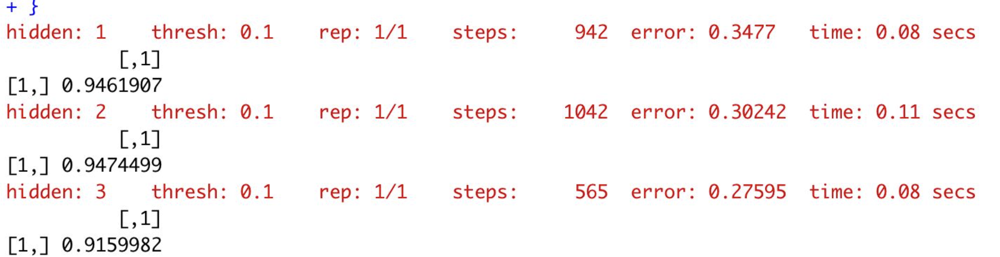 + }
hidden: 1    thresh: 0.1    rep: 1/1    steps:     942  error: 0.3477   time: 0.08 secs
          [,1]
[1,] 0.9461907
hidden: 2    thresh: 0.1    rep: 1/1    steps:    1042  error: 0.30242  time: 0.11 secs
          [,1]
[1,] 0.9474499
hidden: 3    thresh: 0.1    rep: 1/1    steps:     565  error: 0.27595  time: 0.08 secs
          [,1]
[1,] 0.9159982